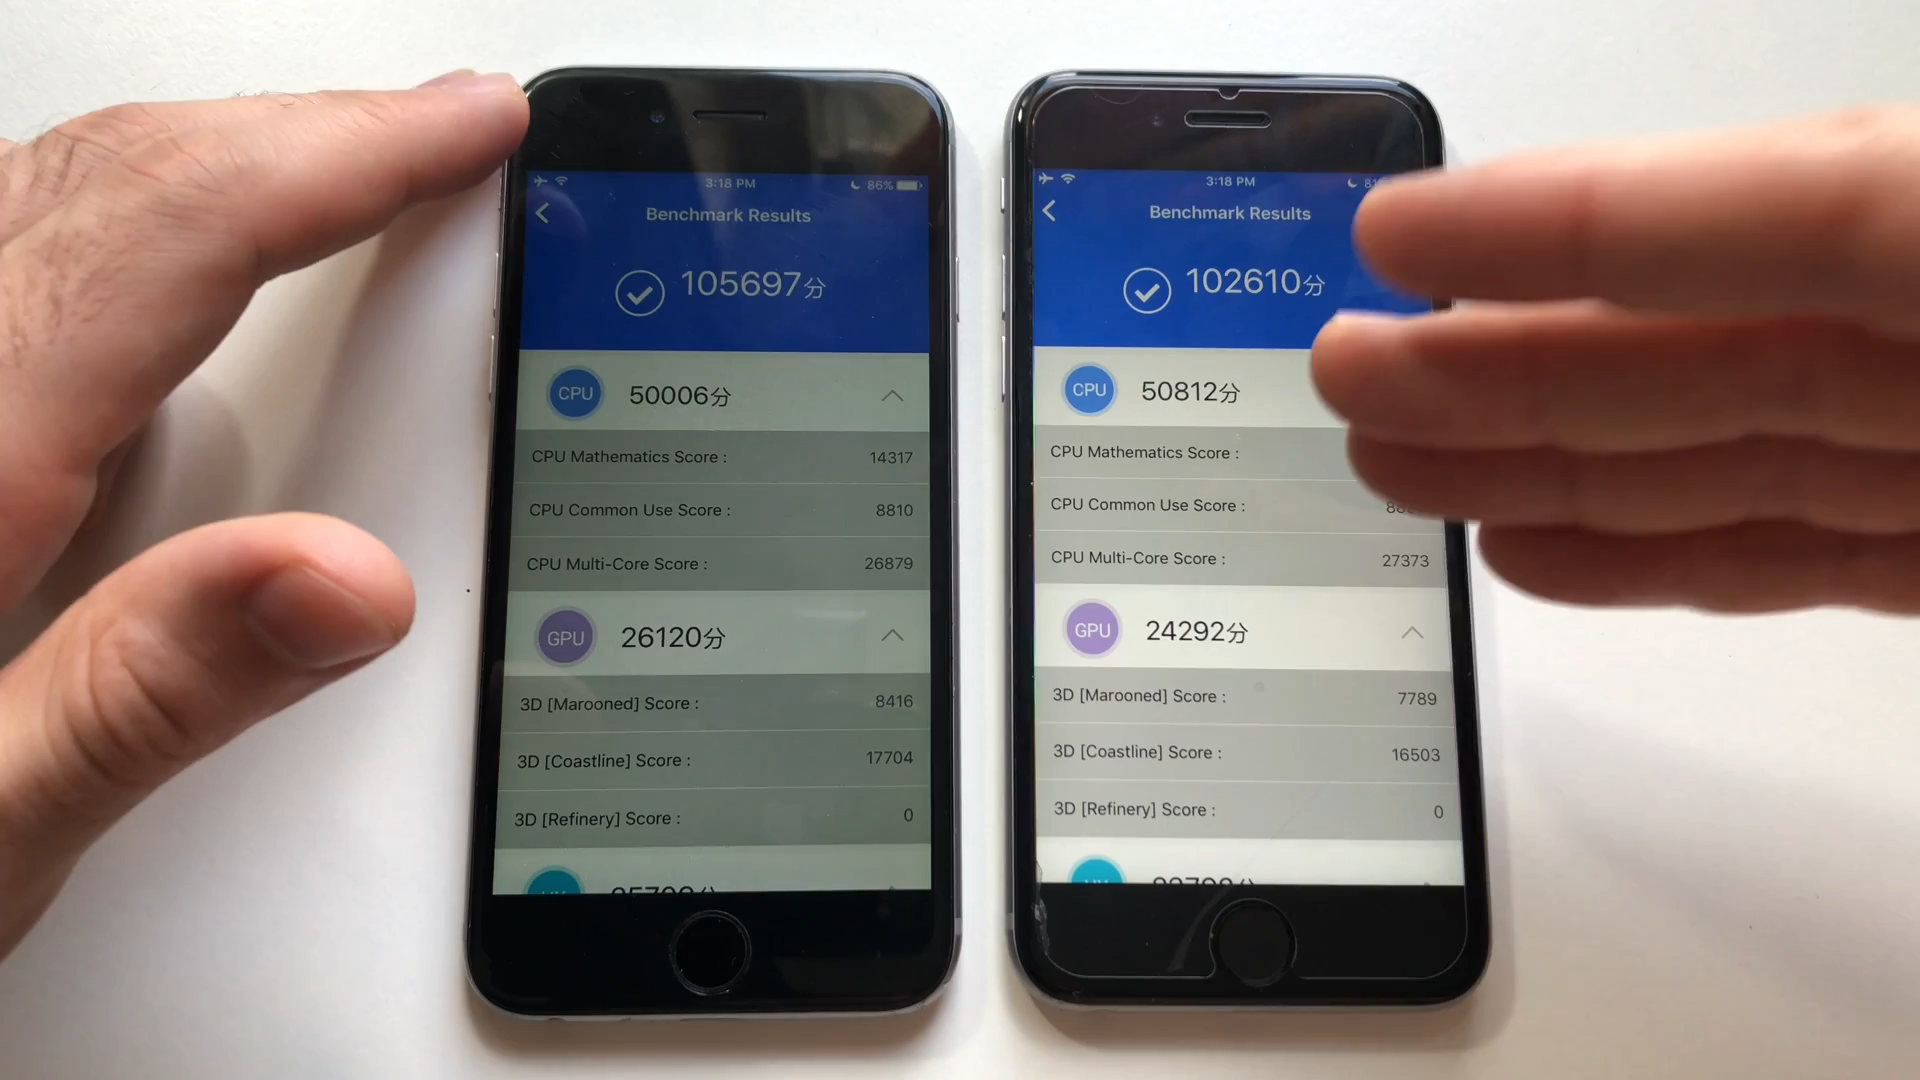 3:18 PM
86%
Benchmark Results
105697分
CPU
50006分
CPU Mathematics Score : 14317
CPU Common Use Score : 8810
CPU Multi-Core Score : 26879
GPU
26120分
3D [Marooned] Score : 8416
3D [Coastline] Score : 17704
3D [Refinery] Score : 0
3:18 PM
Benchmark Results
102610分
CPU
50812分
CPU Mathematics Score :
CPU Common Use Score :
CPU Multi-Core Score : 27373
GPU
24292分
3D [Marooned] Score : 7789
3D [Coastline] Score : 16503
3D [Refinery] Score : 0